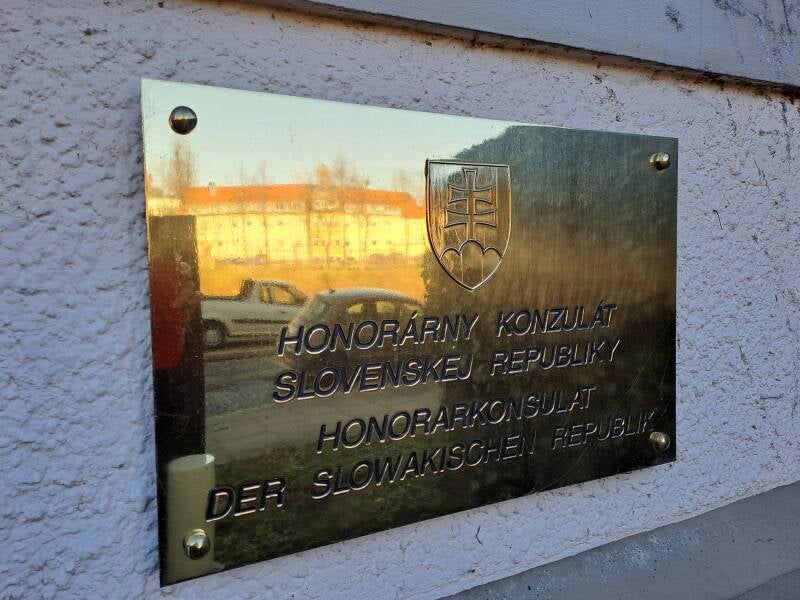 HONORÁRNY KONZULÁT
SLOVENSKEJ REPUBLIKY
HONORARKONSULAT
DER SLOWAKISCHEN REPUBLIK